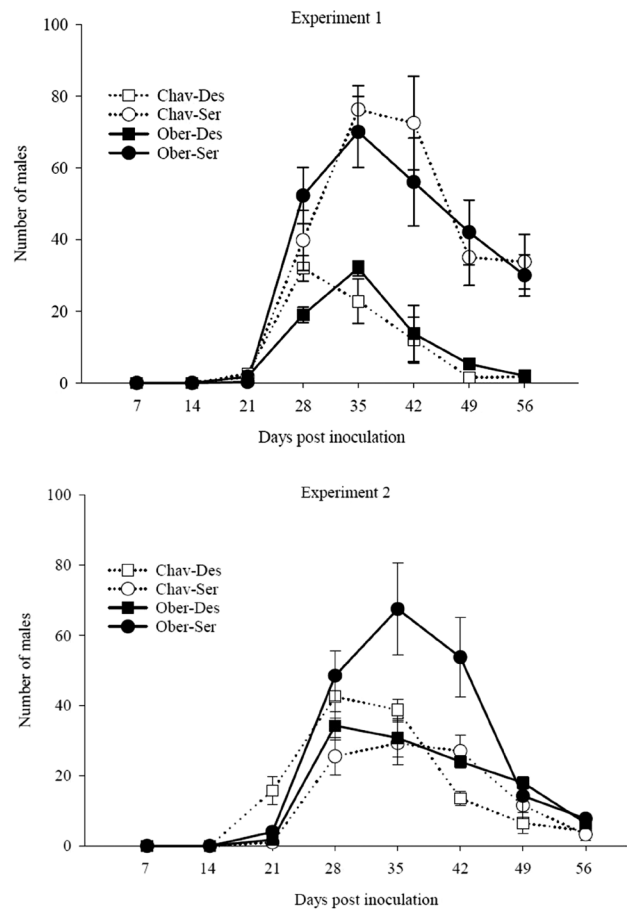 Experiment 1
100
80
60
40
20
0
Number of males
Chav-Des
Chav-Ser
Ober-Des
Ober-Ser
7 14 21 28 35 42 49 56
Days post inoculation
Experiment 2
100
80
60
40
20
0
Number of males
Chav-Des
Chav-Ser
Ober-Des
Ober-Ser
7 14 21 28 35 42 49 56
Days post inoculation